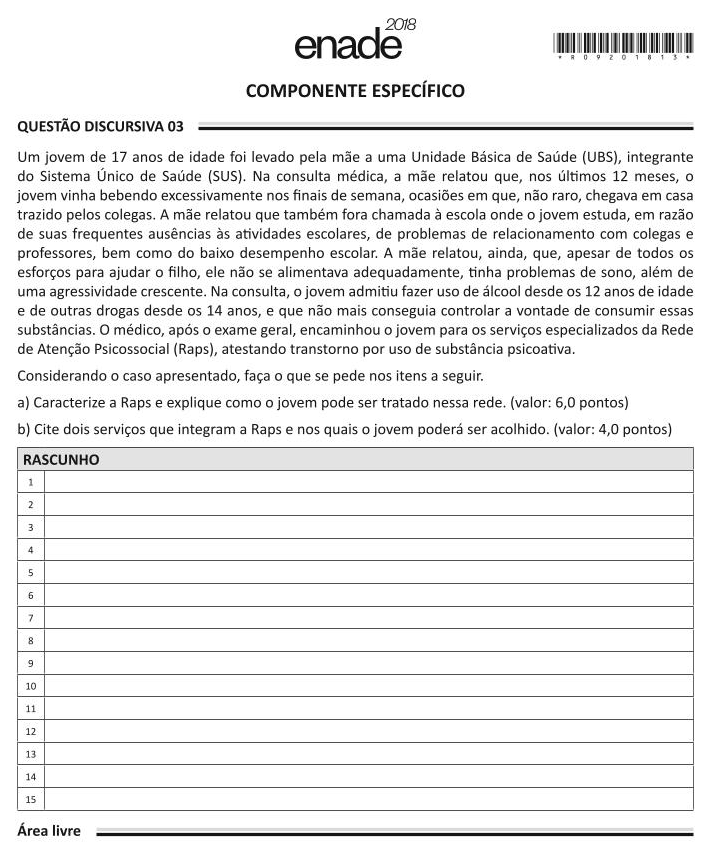 enade 2018
*R09201813*
COMPONENTE ESPECÍFICO
QUESTÃO DISCURSIVA 03
Um jovem de 17 anos de idade foi levado pela mãe a uma Unidade Básica de Saúde (UBS), integrante
do Sistema Único de Saúde (SUS). Na consulta médica, a mãe relatou que, nos últimos 12 meses, o
jovem vinha bebendo excessivamente nos finais de semana, ocasiões em que, não raro, chegava em casa
trazido pelos colegas. A mãe relatou que também fora chamada à escola onde o jovem estuda, em razão
de suas frequentes ausências às atividades escolares, de problemas de relacionamento com colegas e
professores, bem como do baixo desempenho escolar. A mãe relatou, ainda, que, apesar de todos os
esforços para ajudar o filho, ele não se alimentava adequadamente, tinha problemas de sono, além de
uma agressividade crescente. Na consulta, o jovem admitiu fazer uso de álcool desde os 12 anos de idade
e de outras drogas desde os 14 anos, e que não mais conseguia controlar a vontade de consumir essas
substâncias. O médico, após o exame geral, encaminhou o jovem para os serviços especializados da Rede
de Atenção Psicossocial (Raps), atestando transtorno por uso de substância psicoativa.
Considerando o caso apresentado, faça o que se pede nos itens a seguir.
a) Caracterize a Raps e explique como o jovem pode ser tratado nessa rede. (valor: 6,0 pontos)
b) Cite dois serviços que integram a Raps e nos quais o jovem poderá ser acolhido. (valor: 4,0 pontos)
RASCUNHO
1
2
3
4
5
6
7
8
9
10
11
12
13
14
15
Área livre